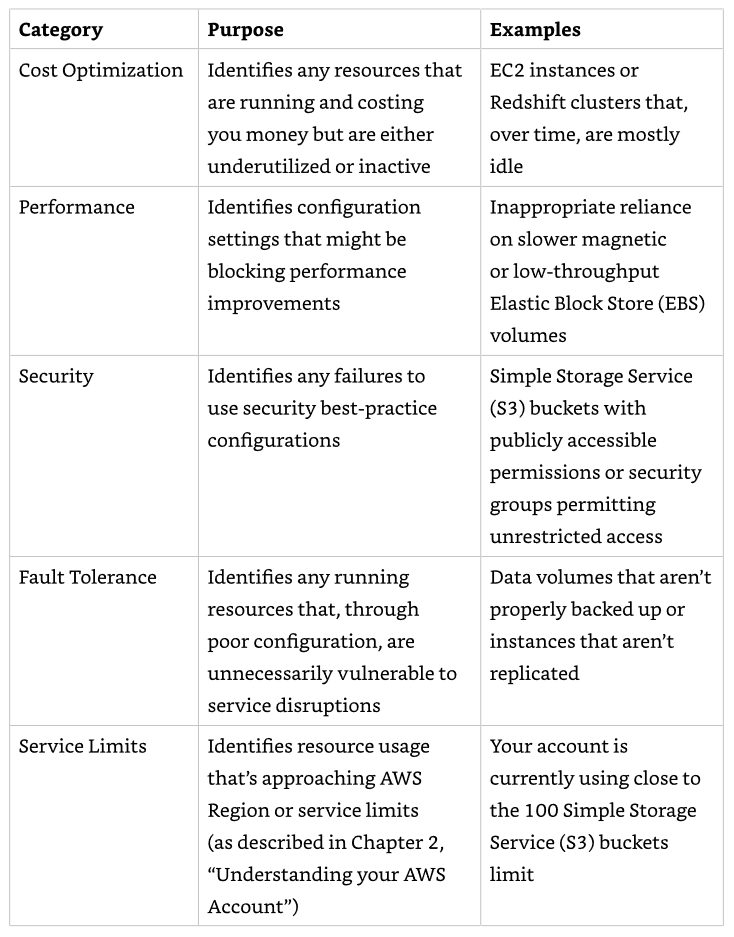 Category
Purpose
Examples
Cost Optimization
Identifies any resources that
are running and costing
you money but are either
underutilized or inactive
EC2 instances or
Redshift clusters that,
over time, are mostly
idle
Performance
Identifies configuration
settings that might be
blocking performance
improvements
Inappropriate reliance
on slower magnetic
or low-throughput
Elastic Block Store (EBS)
volumes
Security
Identifies any failures to
use security best-practice
configurations
Simple Storage Service
(S3) buckets with
publicly accessible
permissions or security
groups permitting
unrestricted access
Fault Tolerance
Identifies any running
resources that, through
poor configuration, are
unnecessarily vulnerable to
service disruptions
Data volumes that aren’t
properly backed up or
instances that aren’t
replicated
Service Limits
Identifies resource usage
that’s approaching AWS
Region or service limits
(as described in Chapter 2,
“Understanding your AWS
Account”)
Your account is
currently using close to
the 100 Simple Storage
Service (S3) buckets
limit